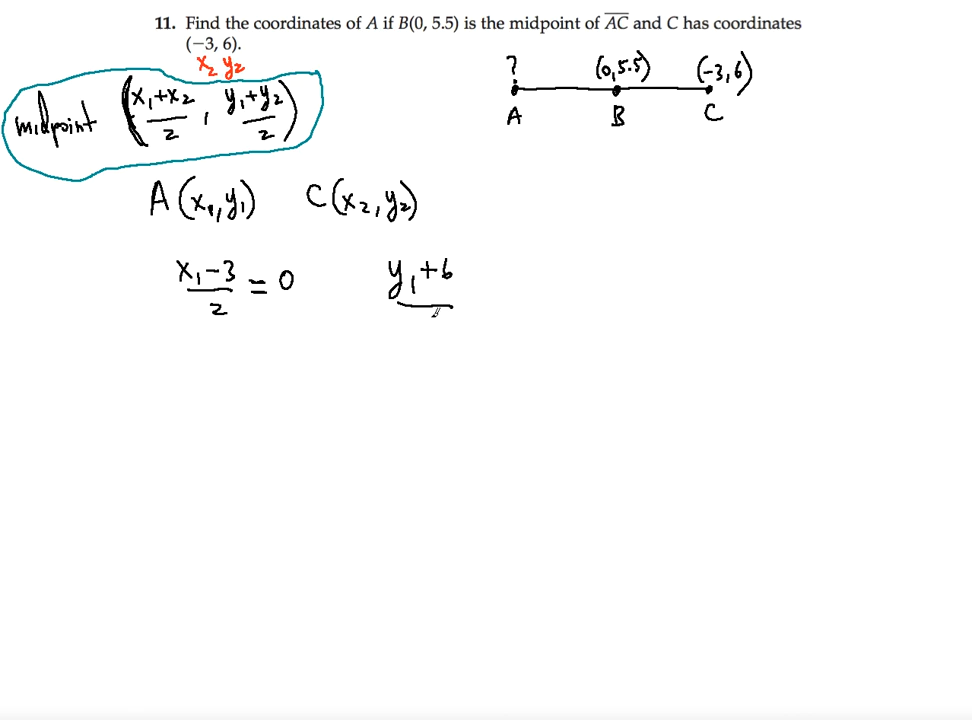 11. Find the coordinates of A if B(0, 5.5) is the midpoint of AC and C has coordinates
(−3, 6).
x₂ y₂
? (0,5.5) (-3,6)
A B C
midpoint (x₁+x₂/2 , y₁+y₂/2)
A(x₁,y₁) C(x₂,y₂)
x₁-3/2 = 0 y₁+6